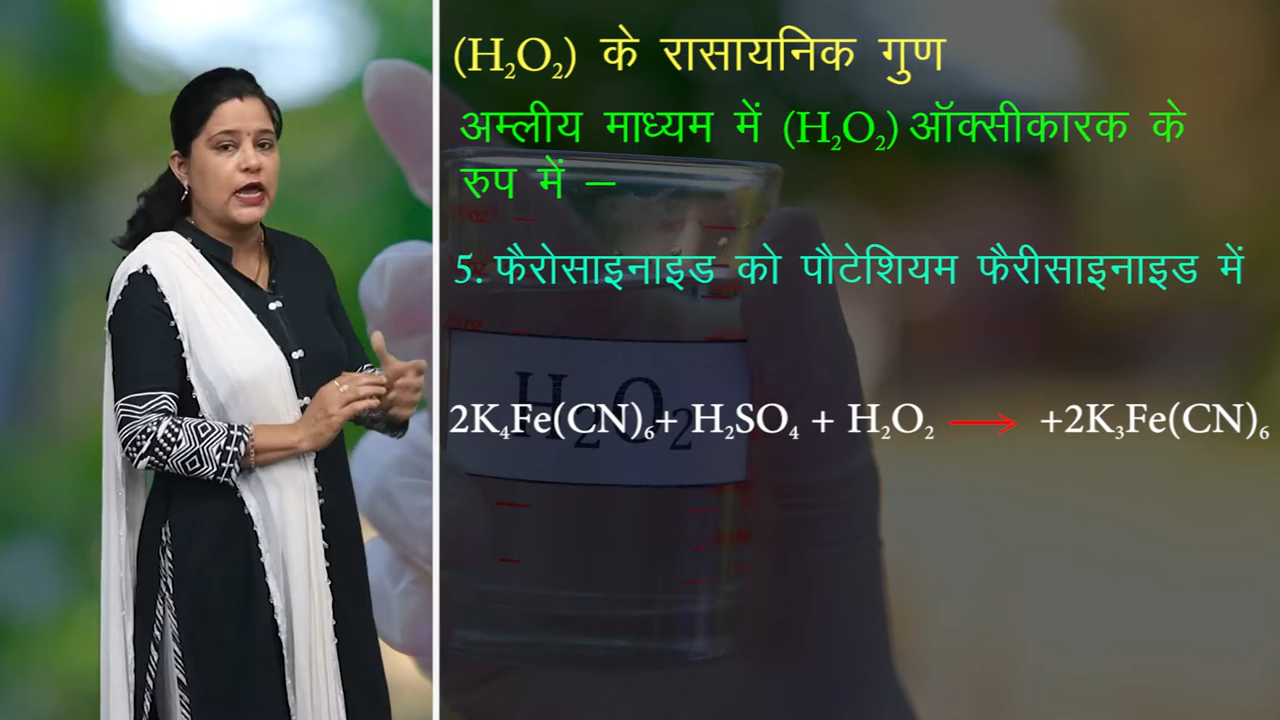 (H₂O₂) के रासायनिक गुण
अम्लीय माध्यम में (H₂O₂) ऑक्सीकारक के
रुप में –
5. फैरोसाइनाइड को पौटेशियम फैरीसाइनाइड में
H₂O₂
2K₄Fe(CN)₆+ H₂SO₄ + H₂O₂ ⟶ +2K₃Fe(CN)₆